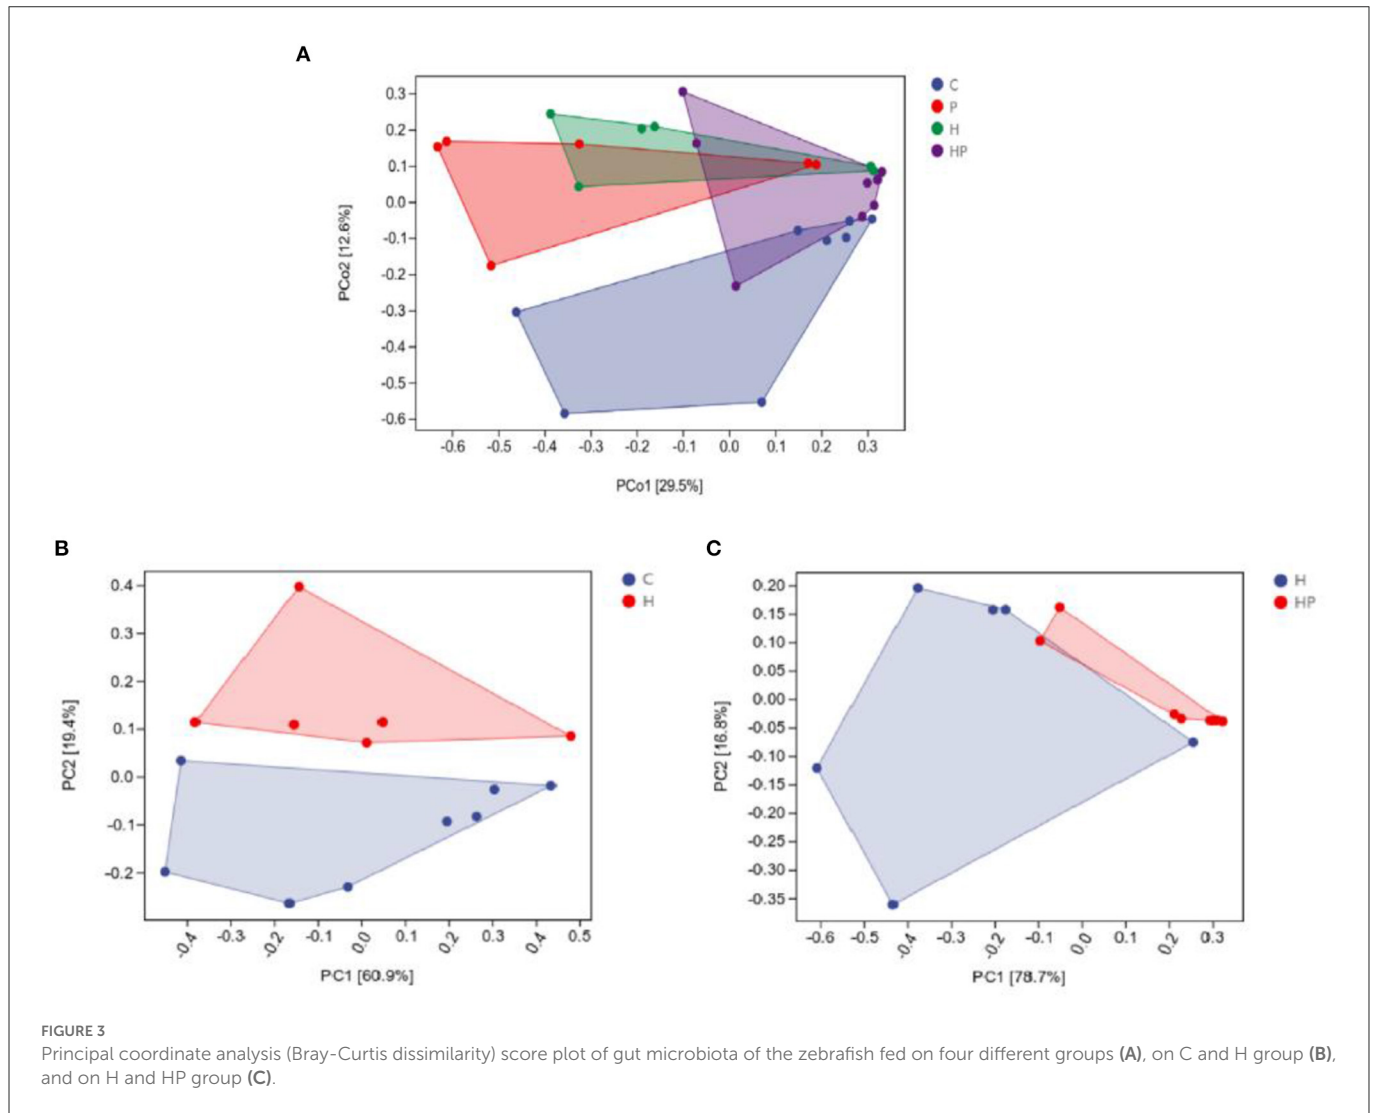 A
C
P
H
HP
0.3
0.2
0.1
0.0
-0.1
-0.2
-0.3
-0.4
-0.5
-0.6
PCo2 [12.6%]
-0.6 -0.5 -0.4 -0.3 -0.2 -0.1 0.0 0.1 0.2 0.3
PCo1 [29.5%]
B
C
H
0.4
0.3
0.2
0.1
0.0
-0.1
-0.2
PC2 [19.4%]
-0.4 -0.3 -0.2 -0.1 0.0 0.1 0.2 0.3 0.4 0.5
PC1 [60.9%]
C
H
HP
0.20
0.15
0.10
0.05
0.00
-0.05
-0.10
-0.15
-0.20
-0.25
-0.30
-0.35
PC2 [16.8%]
-0.6 -0.5 -0.4 -0.3 -0.2 -0.1 0.0 0.1 0.2 0.3
PC1 [78.7%]
FIGURE 3
Principal coordinate analysis (Bray-Curtis dissimilarity) score plot of gut microbiota of the zebrafish fed on four different groups (A), on C and H group (B),
and on H and HP group (C).